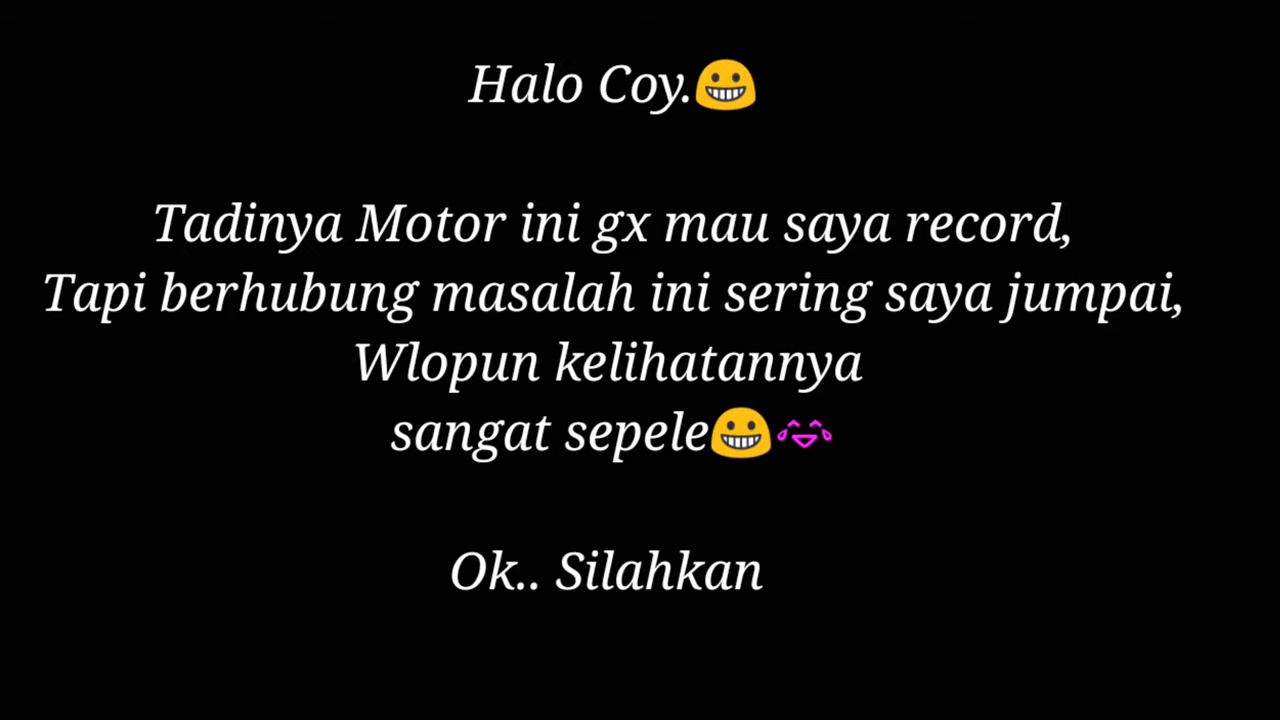 Halo Coy.😀
Tadinya Motor ini gx mau saya record,
Tapi berhubung masalah ini sering saya jumpai,
Wlopun kelihatannya
sangat sepele😀😂
Ok.. Silahkan